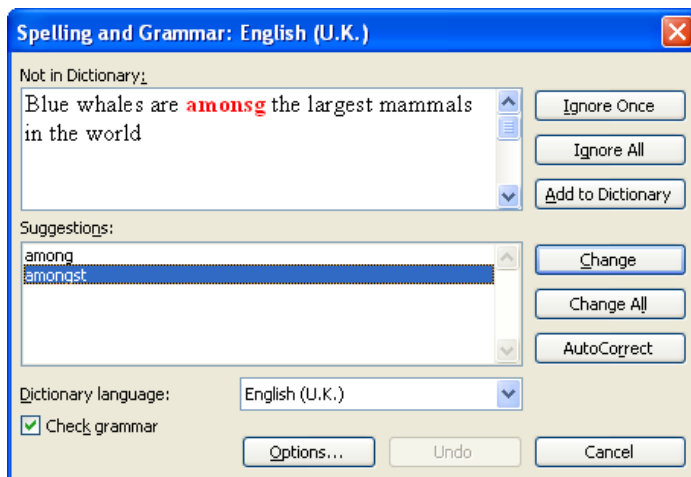 Spelling and Grammar: English (U.K.)
Not in Dictionary:
Blue whales are amonsg the largest mammals
in the world
Ignore Once
Ignore All
Add to Dictionary
Suggestions:
among
amongst
Change
Change All
AutoCorrect
Dictionary language:
English (U.K.)
Check grammar
Options...
Undo
Cancel